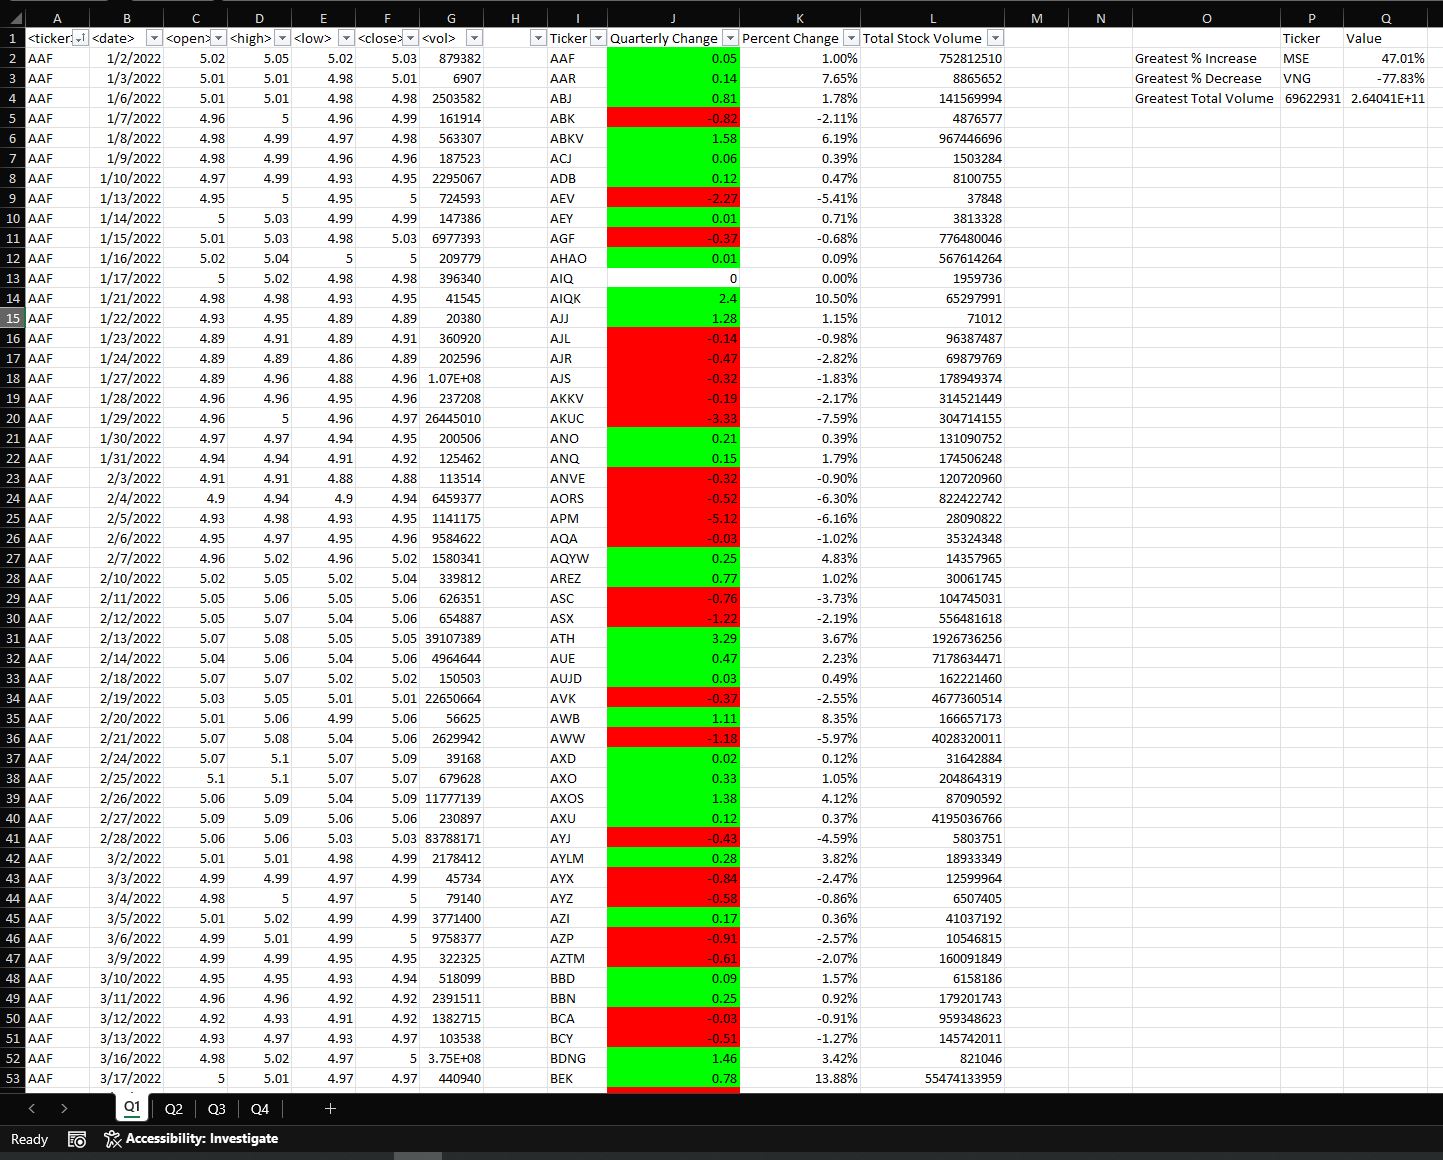 A B C D E F G H I J K L M N O P Q
1 <ticker> <date> <open> <high> <low> <close> <vol> Ticker Quarterly Change Percent Change Total Stock Volume Ticker Value
2 AAF 1/2/2022 5.02 5.05 5.02 5.03 879382 AAF 0.05 1.00% 752812510 Greatest % Increase MSE 47.01%
3 AAF 1/3/2022 5.01 5.01 4.98 5.01 6907 AAR 0.14 7.65% 8865652 Greatest % Decrease VNG -77.83%
4 AAF 1/6/2022 5.01 5.01 4.98 4.98 2503582 ABJ 0.81 1.78% 141569994 Greatest Total Volume 69622931 2.64041E+11
5 AAF 1/7/2022 4.96 5 4.96 4.99 161914 ABK -0.82 -2.11% 4876577
6 AAF 1/8/2022 4.98 4.99 4.97 4.98 563307 ABKV 1.58 6.19% 967446696
7 AAF 1/9/2022 4.98 4.99 4.96 4.96 187523 ACJ 0.06 0.39% 1503284
8 AAF 1/10/2022 4.97 4.99 4.93 4.95 2295067 ADB 0.12 0.47% 8100755
9 AAF 1/13/2022 4.95 5 4.95 5 724593 AEV -2.27 -5.41% 37848
10 AAF 1/14/2022 5 5.03 4.99 4.99 147386 AEY 0.01 0.71% 3813328
11 AAF 1/15/2022 5.01 5.03 4.98 5.03 6977393 AGF -0.37 -0.68% 776480046
12 AAF 1/16/2022 5.02 5.04 5 5 209779 AHAO 0.01 0.09% 567614264
13 AAF 1/17/2022 5 5.02 4.98 4.98 396340 AIQ 0 0.00% 1959736
14 AAF 1/21/2022 4.98 4.98 4.93 4.95 41545 AIQK 2.4 10.50% 65297991
15 AAF 1/22/2022 4.93 4.95 4.89 4.89 20380 AJJ 1.28 1.15% 71012
16 AAF 1/23/2022 4.89 4.91 4.89 4.91 360920 AJL -0.14 -0.98% 96387487
17 AAF 1/24/2022 4.89 4.89 4.86 4.89 202596 AJR -0.47 -2.82% 69879769
18 AAF 1/27/2022 4.89 4.96 4.88 4.96 1.07E+08 AJS -0.32 -1.83% 178949374
19 AAF 1/28/2022 4.96 4.96 4.95 4.96 237208 AKKV -0.19 -2.17% 314521449
20 AAF 1/29/2022 4.96 5 4.96 4.97 26445010 AKUC -3.33 -7.59% 304714155
21 AAF 1/30/2022 4.97 4.97 4.94 4.95 200506 ANO 0.21 0.39% 131090752
22 AAF 1/31/2022 4.94 4.94 4.91 4.92 125462 ANQ 0.15 1.79% 174506248
23 AAF 2/3/2022 4.91 4.91 4.88 4.88 113514 ANVE -0.32 -0.90% 120720960
24 AAF 2/4/2022 4.9 4.94 4.9 4.94 6459377 AORS -0.52 -6.30% 822422742
25 AAF 2/5/2022 4.93 4.98 4.93 4.95 1141175 APM -5.12 -6.16% 28090822
26 AAF 2/6/2022 4.95 4.97 4.95 4.96 9584622 AQA -0.03 -1.02% 35324348
27 AAF 2/7/2022 4.96 5.02 4.96 5.02 1580341 AQYW 0.25 4.83% 14357965
28 AAF 2/10/2022 5.02 5.05 5.02 5.04 339812 AREZ 0.77 1.02% 30061745
29 AAF 2/11/2022 5.05 5.06 5.05 5.06 626351 ASC -0.76 -3.73% 104745031
30 AAF 2/12/2022 5.05 5.07 5.04 5.06 654887 ASX -1.22 -2.19% 556481618
31 AAF 2/13/2022 5.07 5.08 5.05 5.05 39107389 ATH 3.29 3.67% 1926736256
32 AAF 2/14/2022 5.04 5.06 5.04 5.06 4964644 AUE 0.47 2.23% 7178634471
33 AAF 2/18/2022 5.07 5.07 5.02 5.02 150503 AUJD 0.03 0.49% 162221460
34 AAF 2/19/2022 5.03 5.05 5.01 5.01 22650664 AVK -0.37 -2.55% 4677360514
35 AAF 2/20/2022 5.01 5.06 4.99 5.06 56625 AWB 1.11 8.35% 166657173
36 AAF 2/21/2022 5.07 5.08 5.04 5.06 2629942 AWW -1.18 -5.97% 4028320011
37 AAF 2/24/2022 5.07 5.1 5.07 5.09 39168 AXD 0.02 0.12% 31642884
38 AAF 2/25/2022 5.1 5.1 5.07 5.07 679628 AXO 0.33 1.05% 204864319
39 AAF 2/26/2022 5.06 5.09 5.04 5.09 11777139 AXOS 1.38 4.12% 87090592
40 AAF 2/27/2022 5.09 5.09 5.06 5.06 230897 AXU 0.12 0.37% 4195036766
41 AAF 2/28/2022 5.06 5.06 5.03 5.03 83788171 AYJ -0.43 -4.59% 5803751
42 AAF 3/2/2022 5.01 5.01 4.98 4.99 2178412 AYLM 0.28 3.82% 18933349
43 AAF 3/3/2022 4.99 4.99 4.97 4.99 45734 AYX -0.84 -2.47% 12599964
44 AAF 3/4/2022 4.98 5 4.97 5 79140 AYZ -0.58 -0.86% 6507405
45 AAF 3/5/2022 5.01 5.02 4.99 4.99 3771400 AZI 0.17 0.36% 41037192
46 AAF 3/6/2022 4.99 5.01 4.99 5 9758377 AZP -0.91 -2.57% 10546815
47 AAF 3/9/2022 4.99 4.99 4.95 4.95 322325 AZTM -0.61 -2.07% 160091849
48 AAF 3/10/2022 4.95 4.95 4.93 4.94 518099 BBD 0.09 1.57% 6158186
49 AAF 3/11/2022 4.96 4.96 4.92 4.92 2391511 BBN 0.25 0.92% 179201743
50 AAF 3/12/2022 4.92 4.93 4.91 4.92 1382715 BCA -0.03 -0.91% 959348623
51 AAF 3/13/2022 4.93 4.97 4.93 4.97 103538 BCY -0.51 -1.27% 145742011
52 AAF 3/16/2022 4.98 5.02 4.97 5 3.75E+08 BDNG 1.46 3.42% 821046
53 AAF 3/17/2022 5 5.01 4.97 4.97 440940 BEK 0.78 13.88% 55474133959
Q1 Q2 Q3 Q4
Ready Accessibility: Investigate